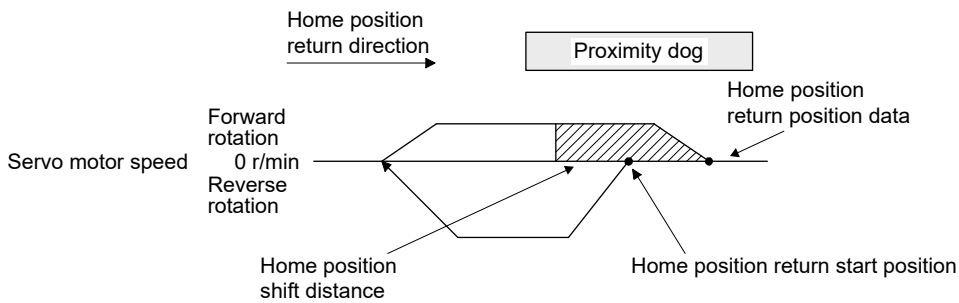 Home position
return direction
Proximity dog
Home position
return position data
Forward
rotation
Servo motor speed
0 r/min
Reverse
rotation
Home position
shift distance
Home position return start position